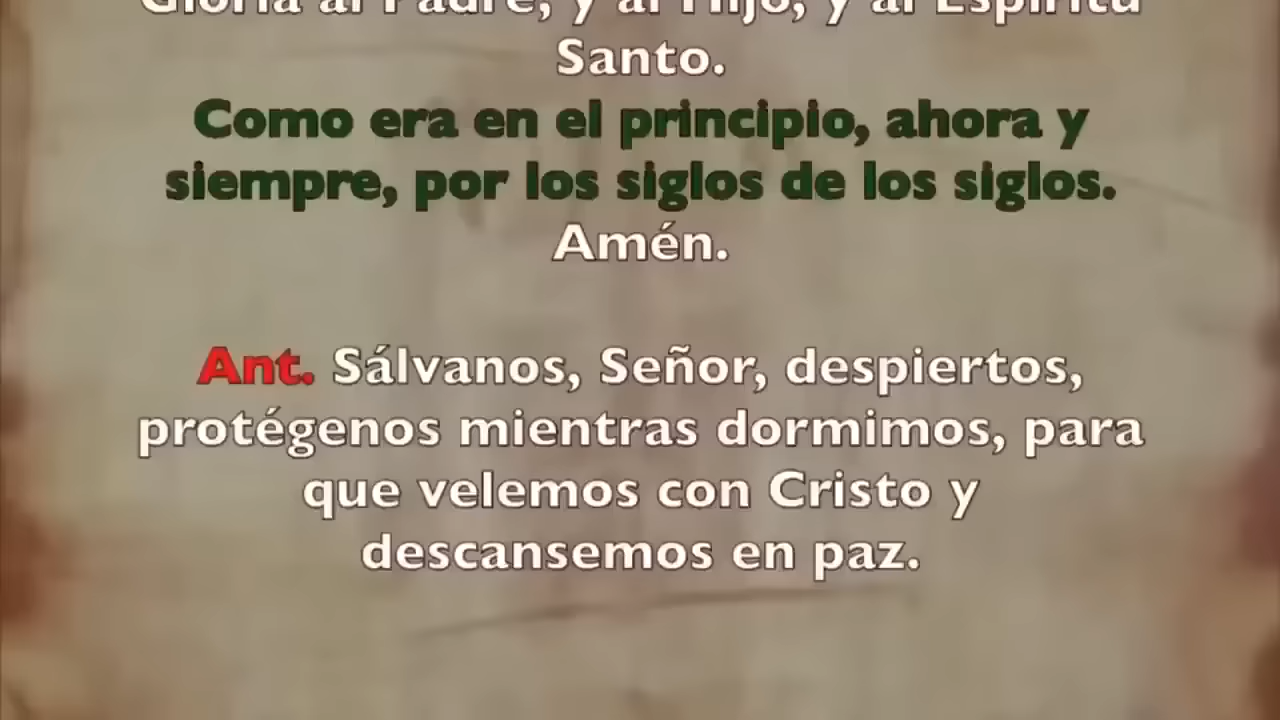 Gloria al Padre, y al Hijo, y al Espíritu
Santo.
Como era en el principio, ahora y
siempre, por los siglos de los siglos.
Amén.
Ant. Sálvanos, Señor, despiertos,
protégenos mientras dormimos, para
que velemos con Cristo y
descansemos en paz.